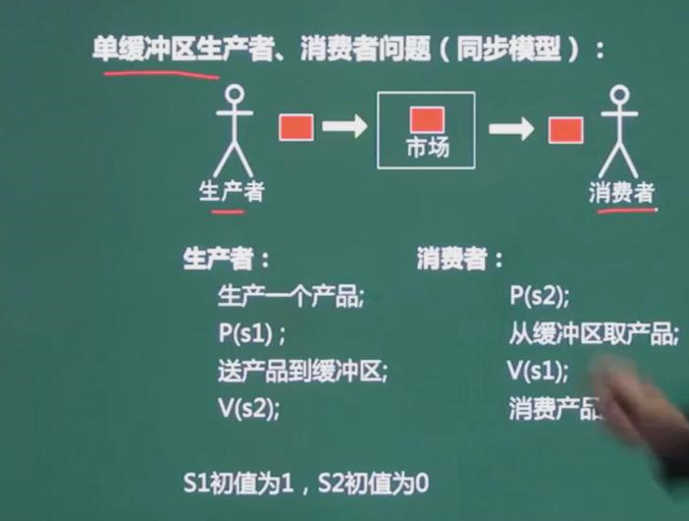 单缓冲区生产者、消费者问题（同步模型）：
市场
生产者
消费者
生产者：
生产一个产品;
P(s1) ;
送产品到缓冲区;
V(s2);
消费者：
P(s2);
从缓冲区取产品;
V(s1);
消费产品
S1初值为1，S2初值为0